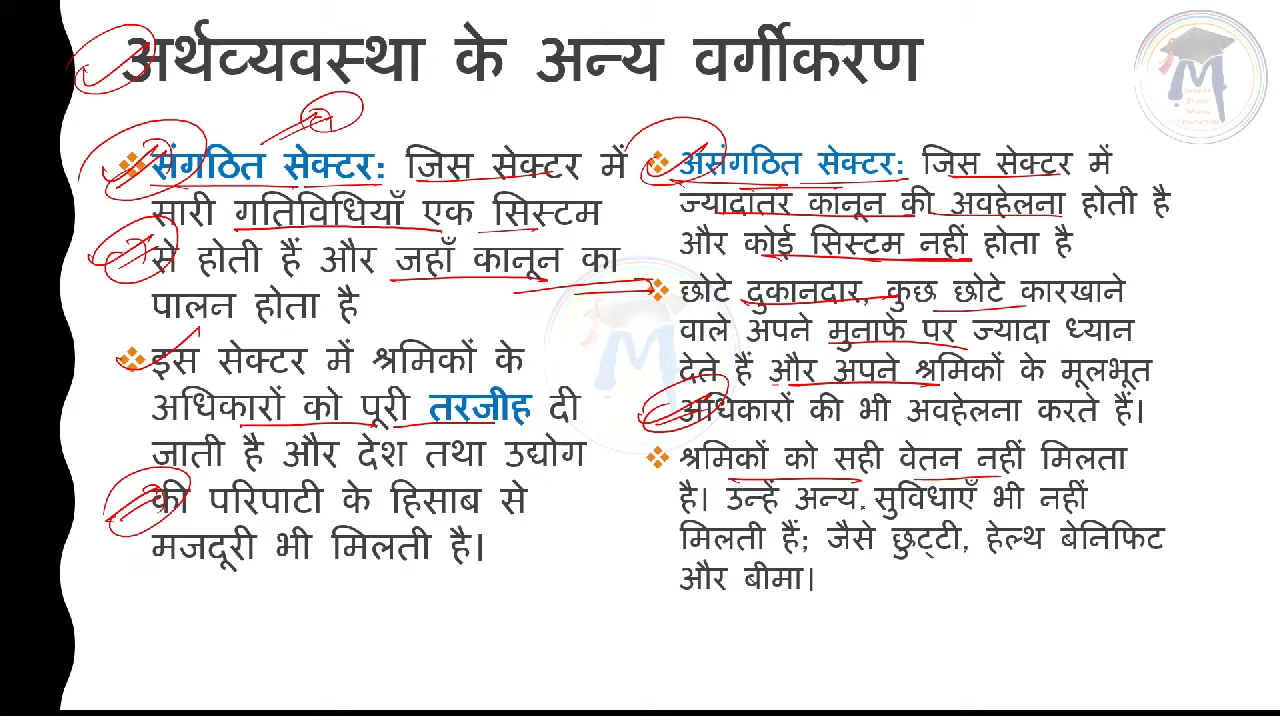 अर्थव्यवस्था के अन्य वर्गीकरण
संगठित सेक्टर: जिस सेक्टर में
सारी गतिविधियाँ एक सिस्टम
से होती हैं और जहाँ कानून का
पालन होता है
इस सेक्टर में श्रमिकों के
अधिकारों को पूरी तरजीह दी
जाती है और देश तथा उद्योग
की परिपाटी के हिसाब से
मजदूरी भी मिलती है।
असंगठित सेक्टर: जिस सेक्टर में
ज्यादातर कानून की अवहेलना होती है
और कोई सिस्टम नहीं होता है
छोटे दुकानदार, कुछ छोटे कारखाने
वाले अपने मुनाफे पर ज्यादा ध्यान
देते हैं और अपने श्रमिकों के मूलभूत
अधिकारों की भी अवहेलना करते हैं।
श्रमिकों को सही वेतन नहीं मिलता
है। उन्हें अन्य सुविधाएँ भी नहीं
मिलती हैं; जैसे छुट्टी, हेल्थ बेनिफिट
और बीमा।